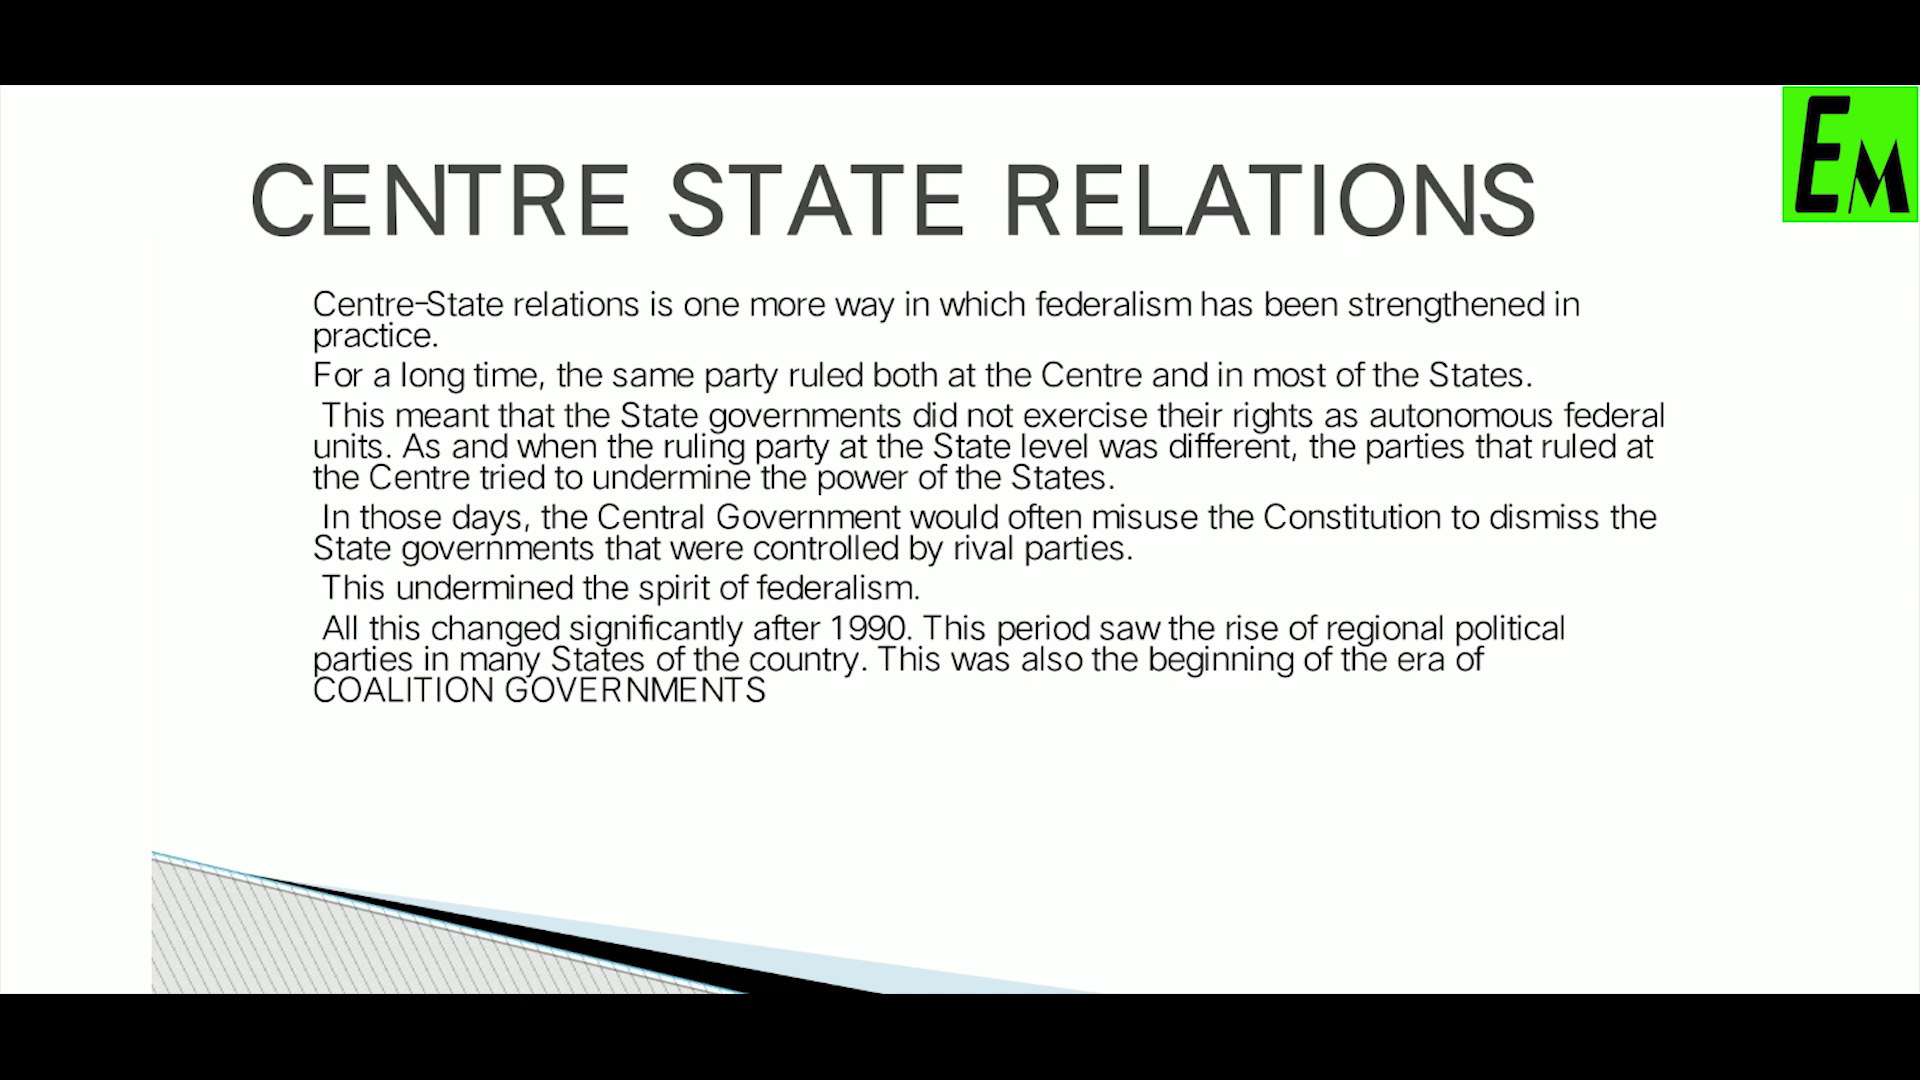 CENTRE STATE RELATIONS
EM
Centre-State relations is one more way in which federalism has been strengthened in
practice.
For a long time, the same party ruled both at the Centre and in most of the States.
This meant that the State governments did not exercise their rights as autonomous federal
units. As and when the ruling party at the State level was different, the parties that ruled at
the Centre tried to undermine the power of the States.
In those days, the Central Government would often misuse the Constitution to dismiss the
State governments that were controlled by rival parties.
This undermined the spirit of federalism.
All this changed significantly after 1990. This period saw the rise of regional political
parties in many States of the country. This was also the beginning of the era of
COALITION GOVERNMENTS